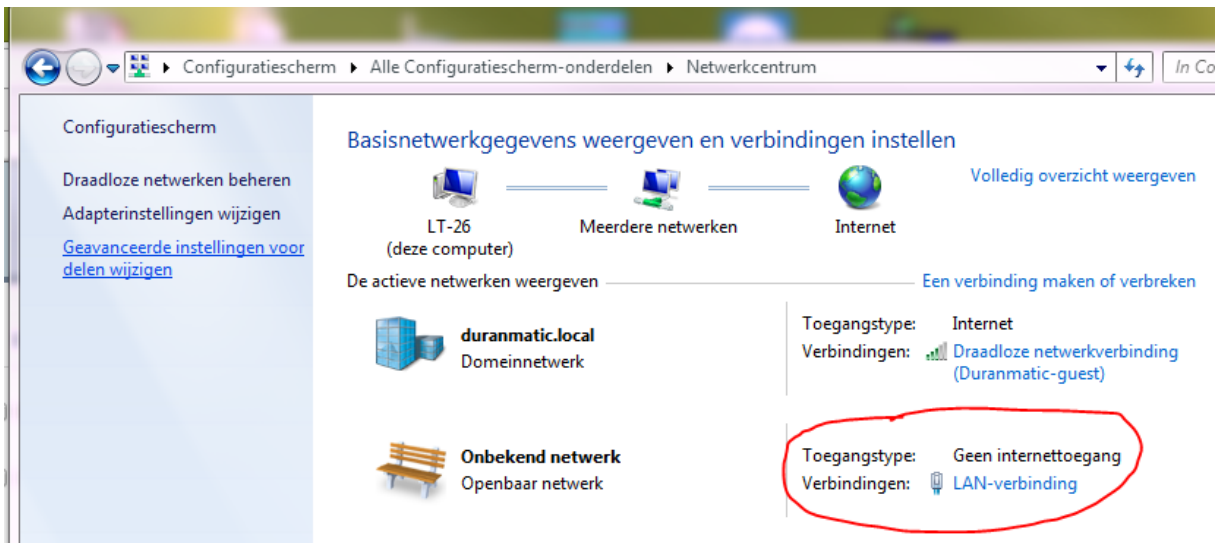 Configuratiescherm ▸ Alle Configuratiescherm-onderdelen ▸ Netwerkcentrum
In Co
Configuratiescherm
Draadloze netwerken beheren
Adapterinstellingen wijzigen
Geavanceerde instellingen voor
delen wijzigen
Basisnetwerkgegevens weergeven en verbindingen instellen
Volledig overzicht weergeven
LT-26
(deze computer)
Meerdere netwerken
Internet
De actieve netwerken weergeven
Een verbinding maken of verbreken
duranmatic.local
Domeinnetwerk
Toegangstype: Internet
Verbindingen: Draadloze netwerkverbinding
(Duranmatic-guest)
Onbekend netwerk
Openbaar netwerk
Toegangstype: Geen internettoegang
Verbindingen: LAN-verbinding